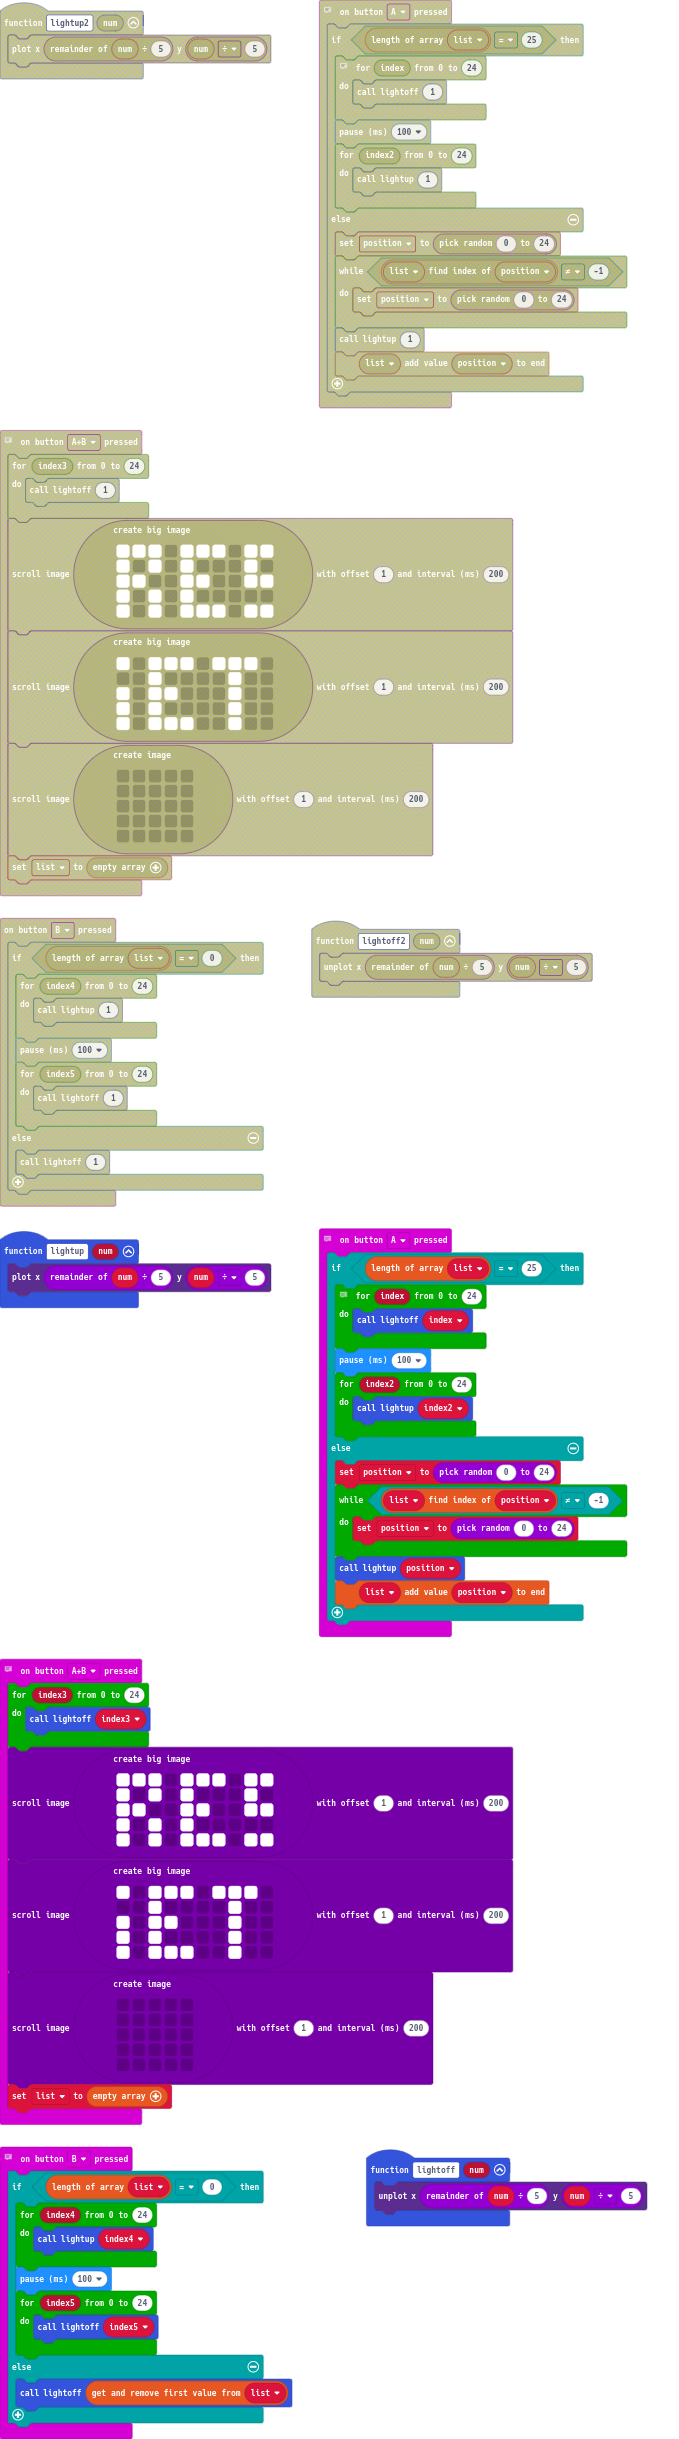 function lightup2 num
plot x remainder of num ÷ 5 y num ÷ 5
on button A pressed
if length of array list = 25 then
for index from 0 to 24
do call lightoff 1
pause (ms) 100
for index2 from 0 to 24
do call lightup 1
else
set position to pick random 0 to 24
while list find index of position ≠ -1
do set position to pick random 0 to 24
call lightup 1
list add value position to end
on button A+B pressed
for index3 from 0 to 24
do call lightoff 1
create big image
scroll image with offset 1 and interval (ms) 200
create big image
scroll image with offset 1 and interval (ms) 200
create image
scroll image with offset 1 and interval (ms) 200
set list to empty array
on button B pressed
if length of array list = 0 then
for index4 from 0 to 24
do call lightup 1
pause (ms) 100
for index5 from 0 to 24
do call lightoff 1
else
call lightoff 1
function lightoff2 num
unplot x remainder of num ÷ 5 y num ÷ 5
function lightup num
plot x remainder of num ÷ 5 y num ÷ 5
on button A pressed
if length of array list = 25 then
for index from 0 to 24
do call lightoff index
pause (ms) 100
for index2 from 0 to 24
do call lightup index2
else
set position to pick random 0 to 24
while list find index of position ≠ -1
do set position to pick random 0 to 24
call lightup position
list add value position to end
on button A+B pressed
for index3 from 0 to 24
do call lightoff index3
create big image
scroll image with offset 1 and interval (ms) 200
create big image
scroll image with offset 1 and interval (ms) 200
create image
scroll image with offset 1 and interval (ms) 200
set list to empty array
on button B pressed
if length of array list = 0 then
for index4 from 0 to 24
do call lightup index4
pause (ms) 100
for index5 from 0 to 24
do call lightoff index5
else
call lightoff get and remove first value from list
function lightoff num
unplot x remainder of num ÷ 5 y num ÷ 5